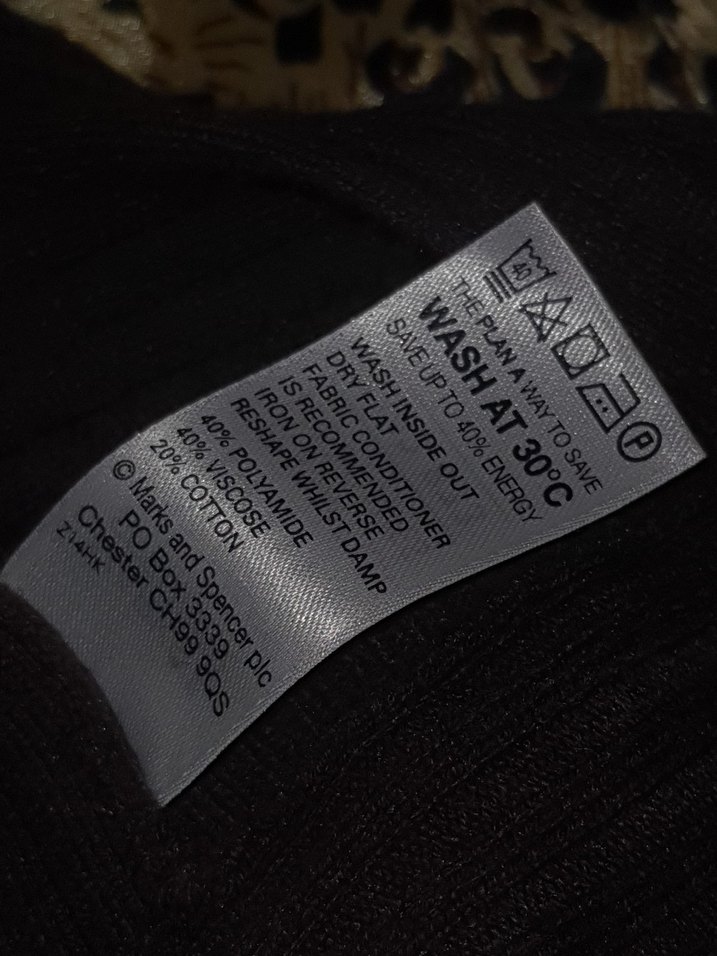 40
P
THE PLAN A WAY TO SAVE
WASH AT 30°C
SAVE UP TO 40% ENERGY
WASH INSIDE OUT
DRY FLAT
FABRIC CONDITIONER
IS RECOMMENDED
IRON ON REVERSE
RESHAPE WHILST DAMP
40% POLYAMIDE
40% VISCOSE
20% COTTON
© Marks and Spencer plc
PO Box 3339
Chester CH99 9QS
Z14HK